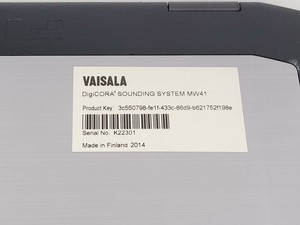 VAISALA
DigiCORA® SOUNDING SYSTEM MW41
Product Key: 3c550798-fe1f-433c-86d9-b621752f198e
Serial No. K22301
Made in Finland 2014